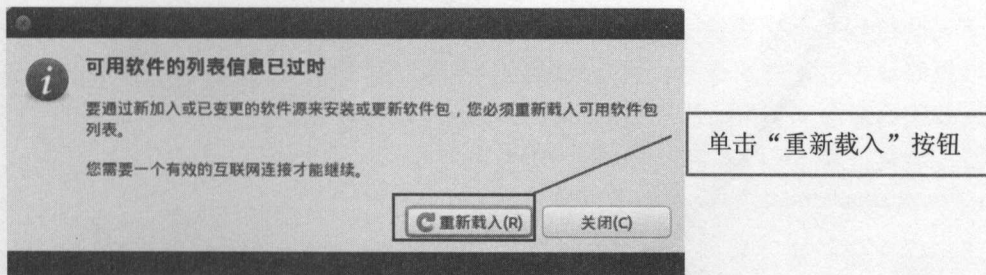 可用软件的列表信息已过时
要通过新加入或已变更的软件源来安装或更新软件包，您必须重新载入可用软件包
列表。
您需要一个有效的互联网连接才能继续。
重新载入(R)
关闭(C)
单击“重新载入”按钮